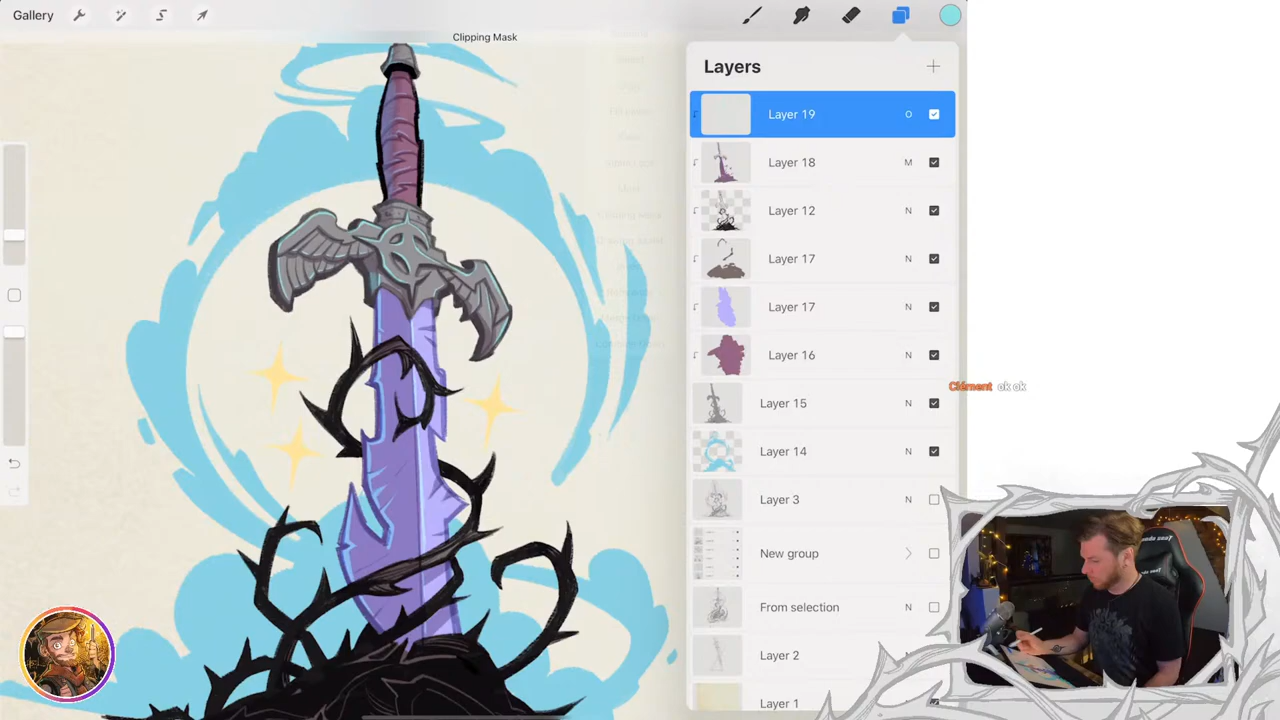 Gallery
Clipping Mask
Layers
Layer 19
O
Layer 18
M
Layer 12
N
Layer 17
N
Layer 17
N
Layer 16
N
Layer 15
N
Layer 14
N
Layer 3
N
New group
From selection
N
Layer 2
Layer 1
Clément ok ok